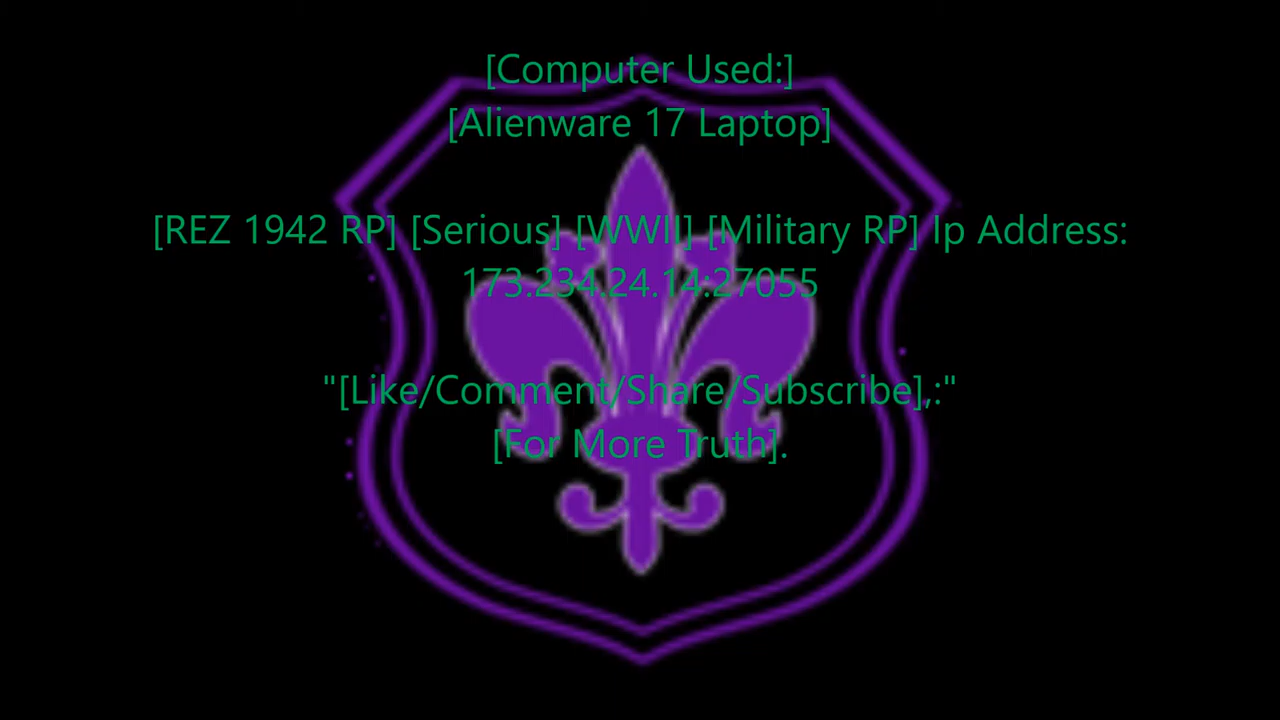 [Computer Used:]
[Alienware 17 Laptop]
[REZ 1942 RP] [Serious] [WWII] [Military RP] Ip Address:
173.234.24.14:27055
"[Like/Comment/Share/Subscribe],:"
[For More Truth].